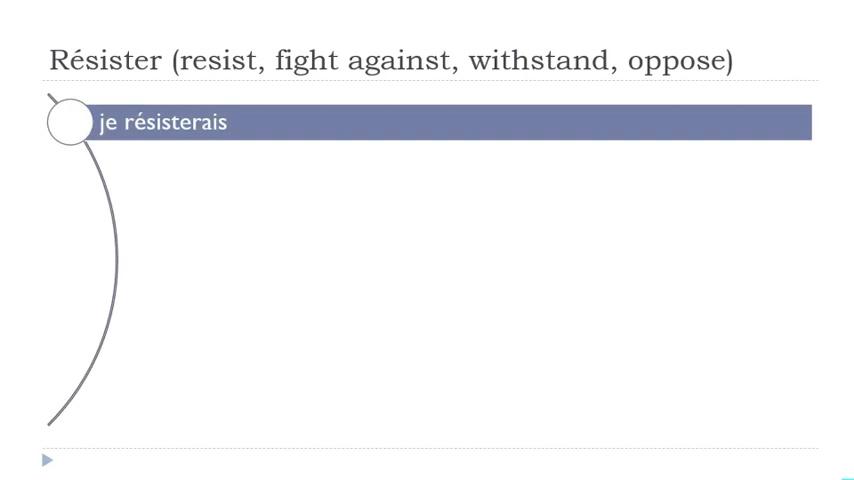 Résister (resist, fight against, withstand, oppose)
je résisterais